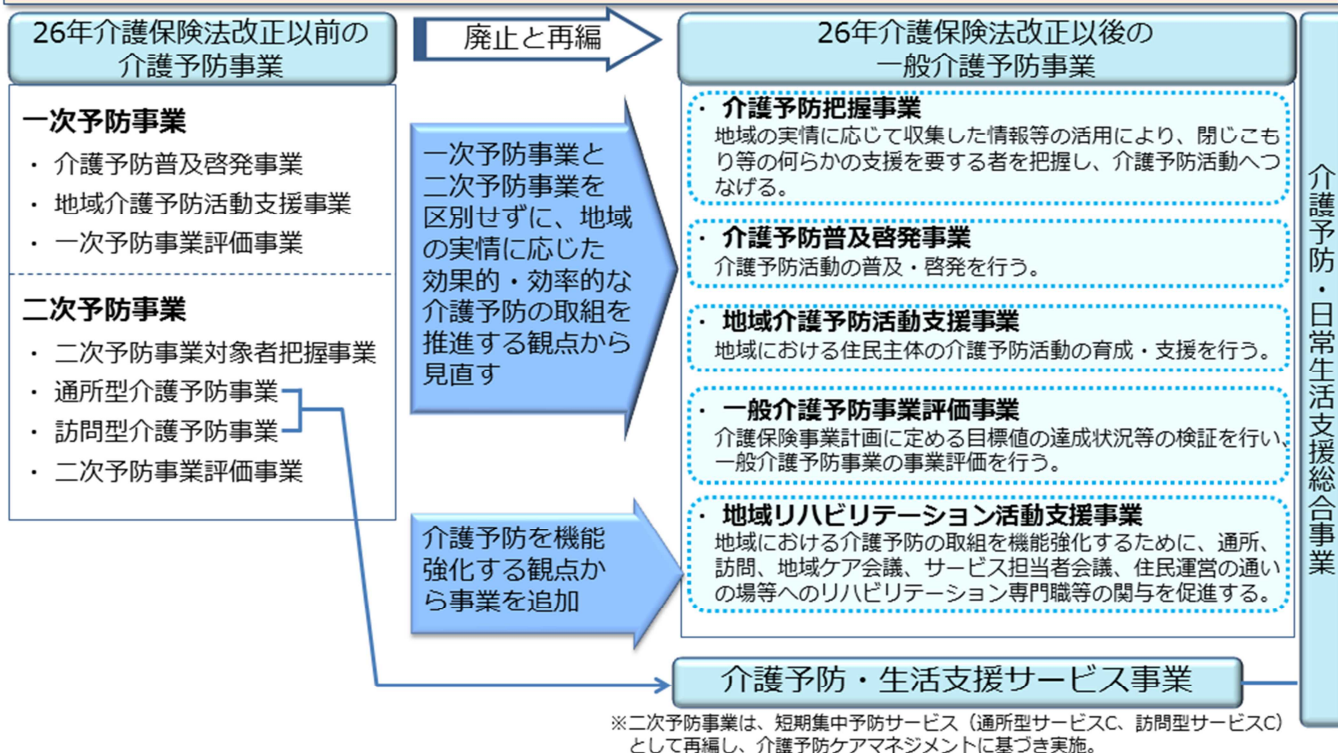 26年介護保険法改正以前の
介護予防事業
廃止と再編
26年介護保険法改正以後の
一般介護予防事業
一次予防事業
・ 介護予防普及啓発事業
・ 地域介護予防活動支援事業
・ 一次予防事業評価事業
二次予防事業
・ 二次予防事業対象者把握事業
・ 通所型介護予防事業
・ 訪問型介護予防事業
・ 二次予防事業評価事業
一次予防事業と
二次予防事業を
区別せずに、地域
の実情に応じた
効果的・効率的な
介護予防の取組を
推進する観点から
見直す
介護予防を機能
強化する観点か
ら事業を追加
・ 介護予防把握事業
地域の実情に応じて収集した情報等の活用により、閉じこも
り等の何らかの支援を要する者を把握し、介護予防活動へつ
なげる。
・ 介護予防普及啓発事業
介護予防活動の普及・啓発を行う。
・ 地域介護予防活動支援事業
地域における住民主体の介護予防活動の育成・支援を行う。
・ 一般介護予防事業評価事業
介護保険事業計画に定める目標値の達成状況等の検証を行い、
一般介護予防事業の事業評価を行う。
・ 地域リハビリテーション活動支援事業
地域における介護予防の取組を機能強化するために、通所、
訪問、地域ケア会議、サービス担当者会議、住民運営の通い
の場等へのリハビリテーション専門職等の関与を促進する。
介護予防・生活支援サービス事業
※二次予防事業は、短期集中予防サービス（通所型サービスC、訪問型サービスC）
として再編し、介護予防ケアマネジメントに基づき実施。
介護予防・日常生活支援総合事業